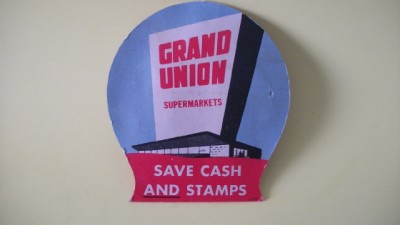 GRAND
UNION
SUPERMARKETS
SAVE CASH
AND STAMPS